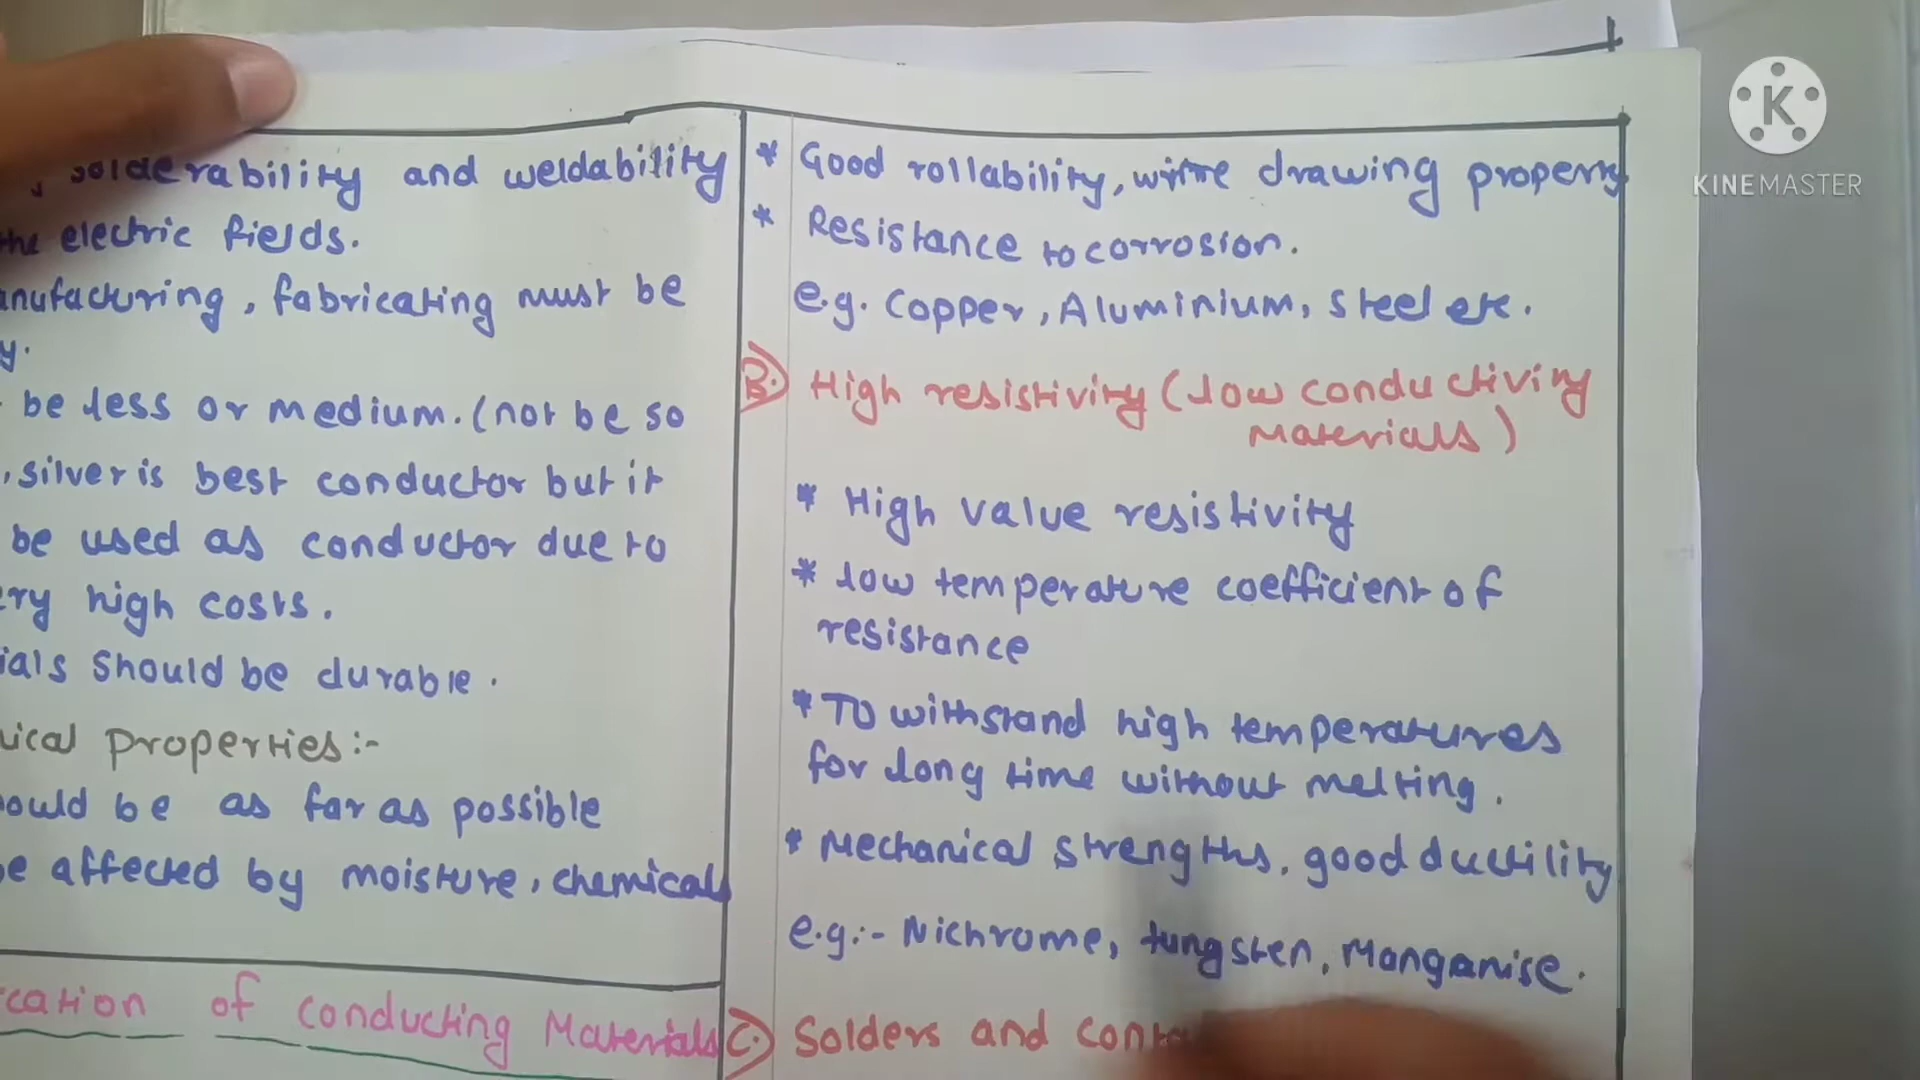 solderability and weldability
the electric fields.
anufacturing, fabricating must be
y.
be less or medium. (not be so
, silver is best conductor but it
be used as conductor due to
ery high costs.
ials should be durable.
ical properties:-
ould be as far as possible
be affected by moisture, chemicals
cation of conducting Materials
* Good rollability, wire drawing property
* Resistance to corrosion.
e.g. Copper, Aluminium, Steel etc.
B.) High resistivity (low conductivity
Materials)
* High value resistivity
* low temperature coefficient of
resistance
* To withstand high temperatures
for long time without melting.
* Mechanical strengths, good ductility
e.g:- Nichrome, tungsten, Manganise.
C.) Solders and
K
KINEMASTER